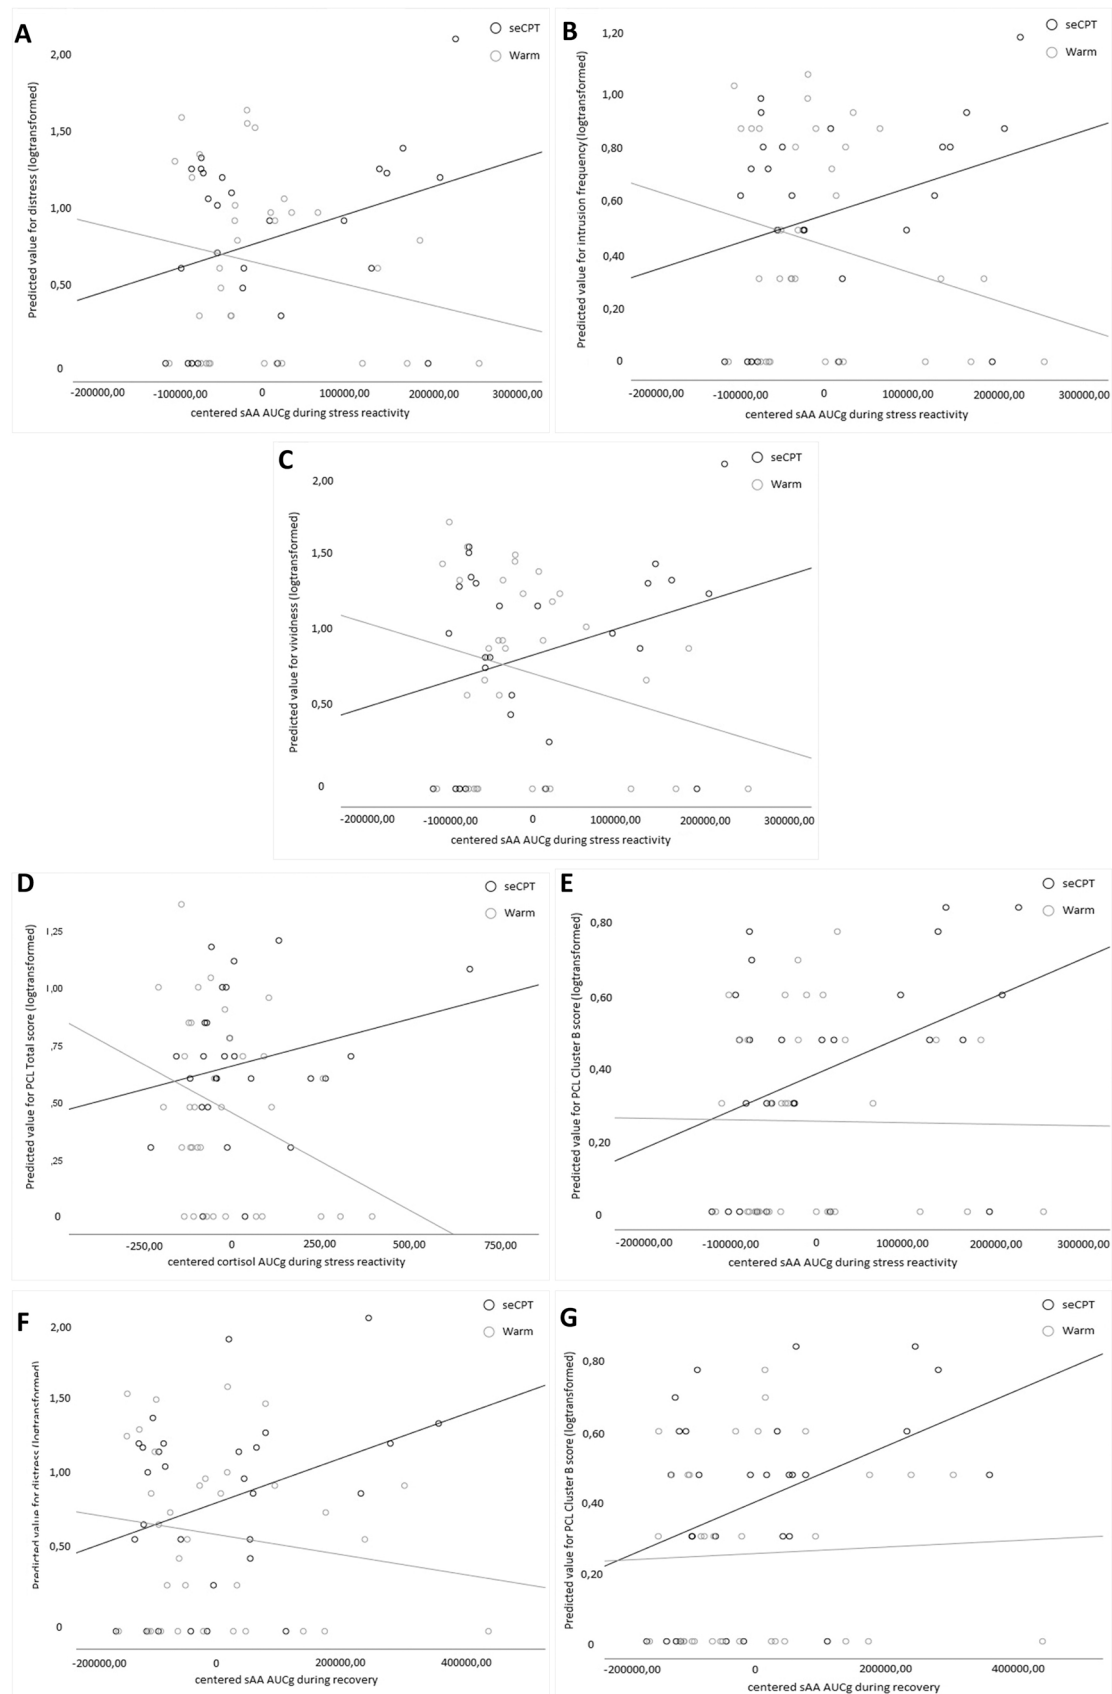 A
seCPT
Warm
Predicted value for distress (logtransformed)
2,00
1,50
1,00
0,50
0
-200000,00 -100000,00 0 100000,00 200000,00 300000,00
centered sAA AUCg during stress reactivity
B
seCPT
Warm
Predicted value for intrusion frequency (logtransformed)
1,20
1,00
0,80
0,60
0,40
0,20
0
-200000,00 -100000,00 0 100000,00 200000,00 300000,00
centered sAA AUCg during stress reactivity
C
seCPT
Warm
Predicted value for vividness (logtransformed)
2,00
1,50
1,00
0,50
0
-200000,00 -100000,00 0 100000,00 200000,00 300000,00
centered sAA AUCg during stress reactivity
D
seCPT
Warm
Predicted value for PCL Total score (logtransformed)
1,25
1,00
,75
,50
,25
0
-250,00 0 250,00 500,00 750,00
centered cortisol AUCg during stress reactivity
E
seCPT
Warm
Predicted value for PCL Cluster B score (logtransformed)
0,80
0,60
0,40
0,20
0
-200000,00 -100000,00 0 100000,00 200000,00 300000,00
centered sAA AUCg during stress reactivity
F
seCPT
Warm
Predicted value for distress (logtransformed)
2,00
1,50
1,00
0,50
0
-200000,00 0 200000,00 400000,00
centered sAA AUCg during recovery
G
seCPT
Warm
Predicted value for PCL Cluster B score (logtransformed)
0,80
0,60
0,40
0,20
0
-200000,00 0 200000,00 400000,00
centered sAA AUCg during recovery